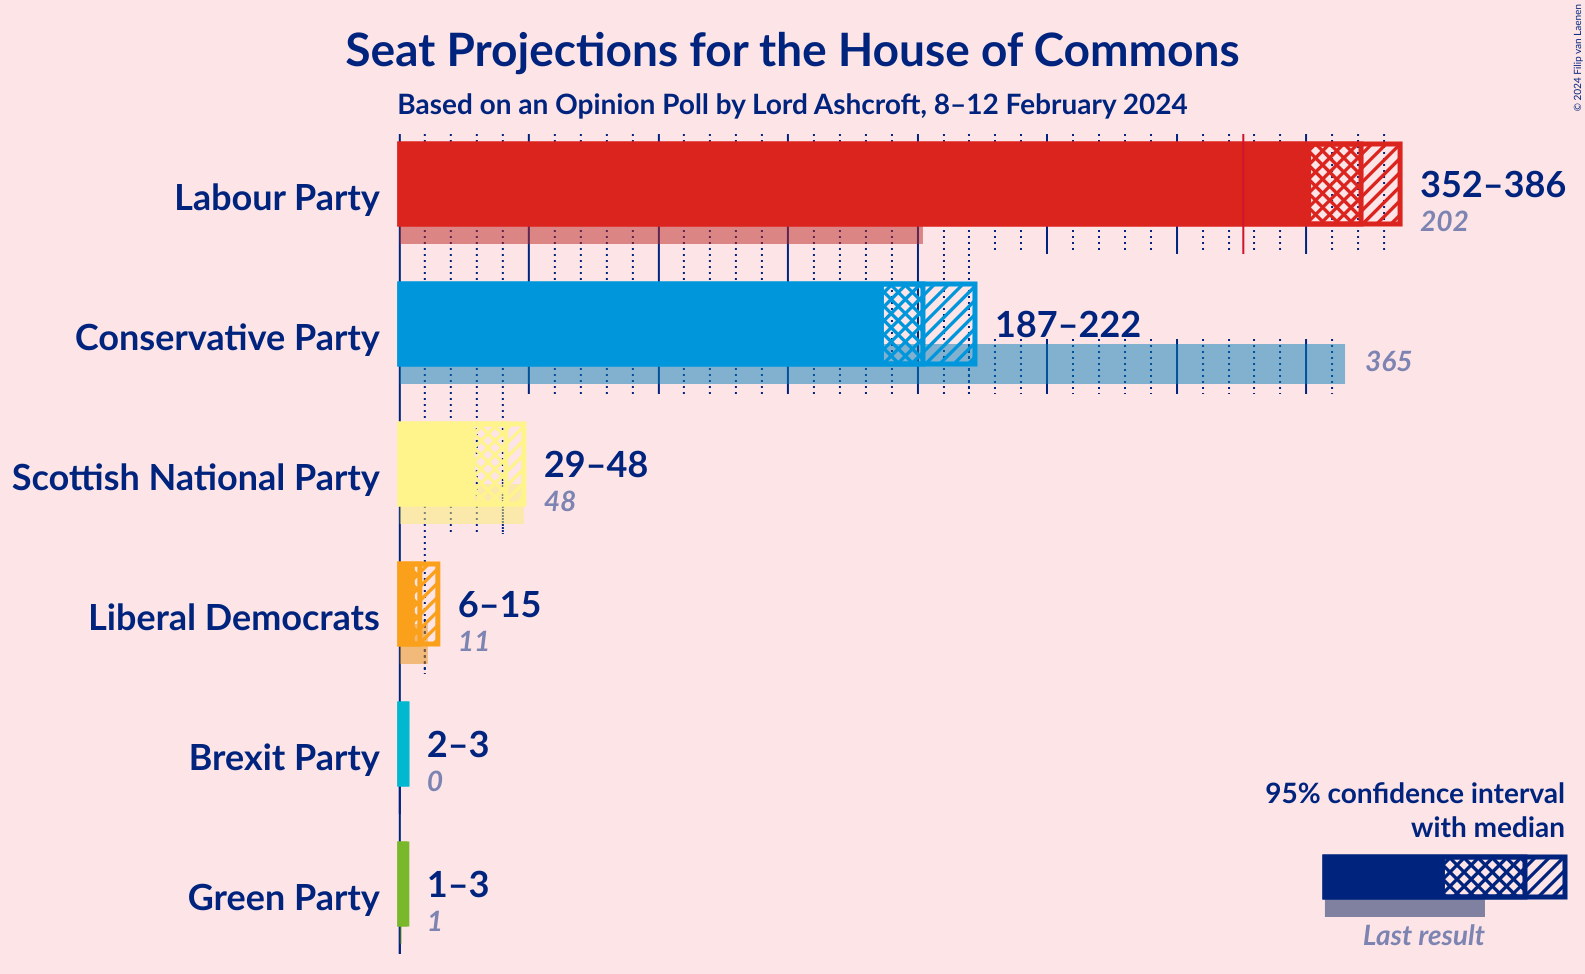 Seat Projections for the House of Commons
Based on an Opinion Poll by Lord Ashcroft, 8–12 February 2024
© 2024 Filip van Laenen
Labour Party
352–386
202
Conservative Party
187–222
365
Scottish National Party
29–48
48
Liberal Democrats
6–15
11
Brexit Party
2–3
0
Green Party
1–3
1
95% confidence interval
with median
Last result